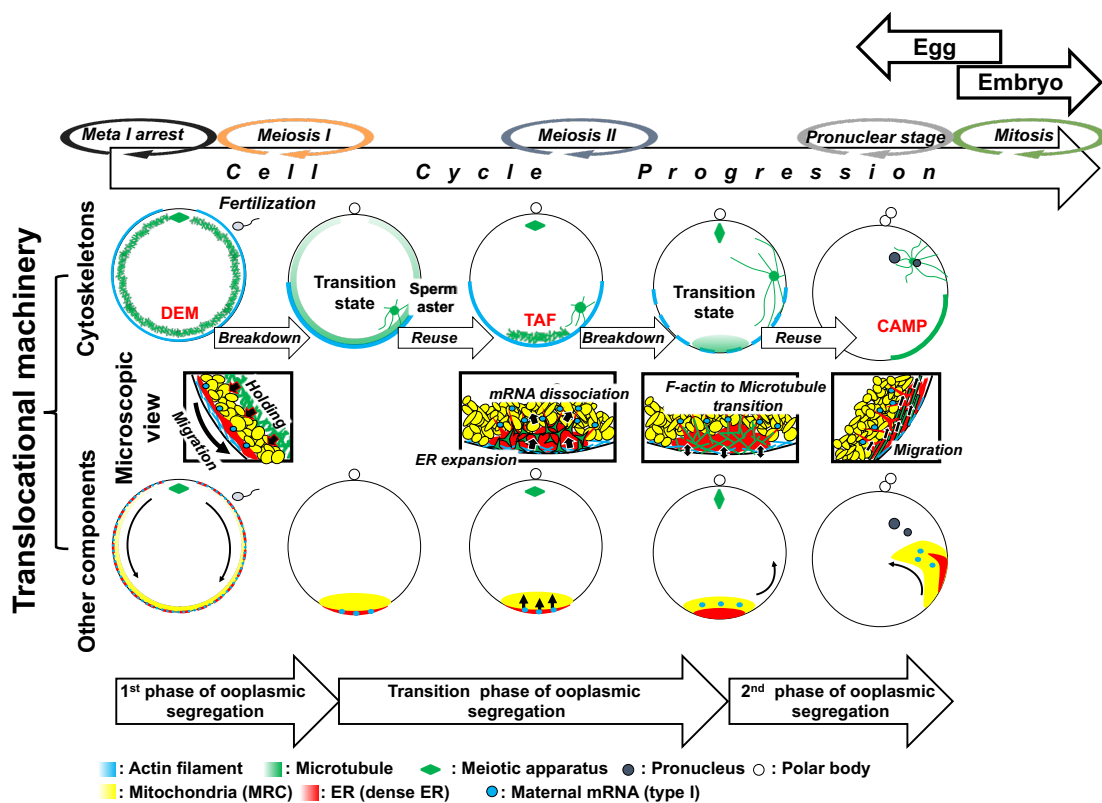 Egg
Embryo
Meta I arrest
Meiosis I
Meiosis II
Pronuclear stage
Mitosis
Cell Cycle Progression
Translocational machinery
Cytoskeletons
Fertilization
DEM
Transition
state
Sperm
aster
TAF
Transition
state
CAMP
Breakdown
Reuse
Breakdown
Reuse
Microscopic
view
Holding
Migration
mRNA dissociation
ER expansion
F-actin to Microtubule
transition
Migration
Other components
1st phase of ooplasmic
segregation
Transition phase of ooplasmic
segregation
2nd phase of ooplasmic
segregation
: Actin filament : Microtubule : Meiotic apparatus : Pronucleus : Polar body
: Mitochondria (MRC) : ER (dense ER) : Maternal mRNA (type I)